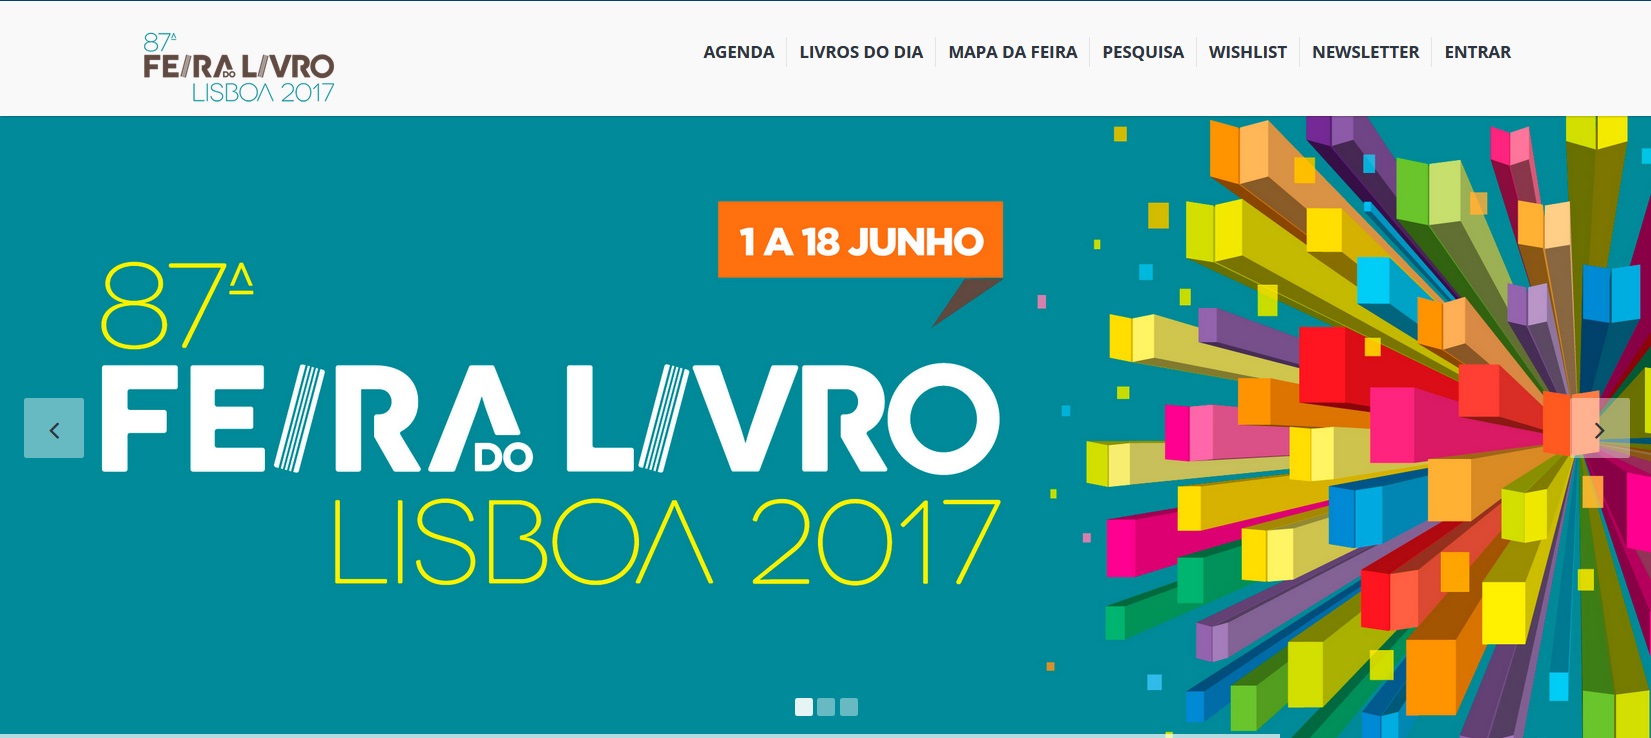 87ª
FEIRA DO LIVRO
LISBOA 2017
AGENDA LIVROS DO DIA MAPA DA FEIRA PESQUISA WISHLIST NEWSLETTER ENTRAR
1 A 18 JUNHO
87ª
FEIRA DO LIVRO
LISBOA 2017